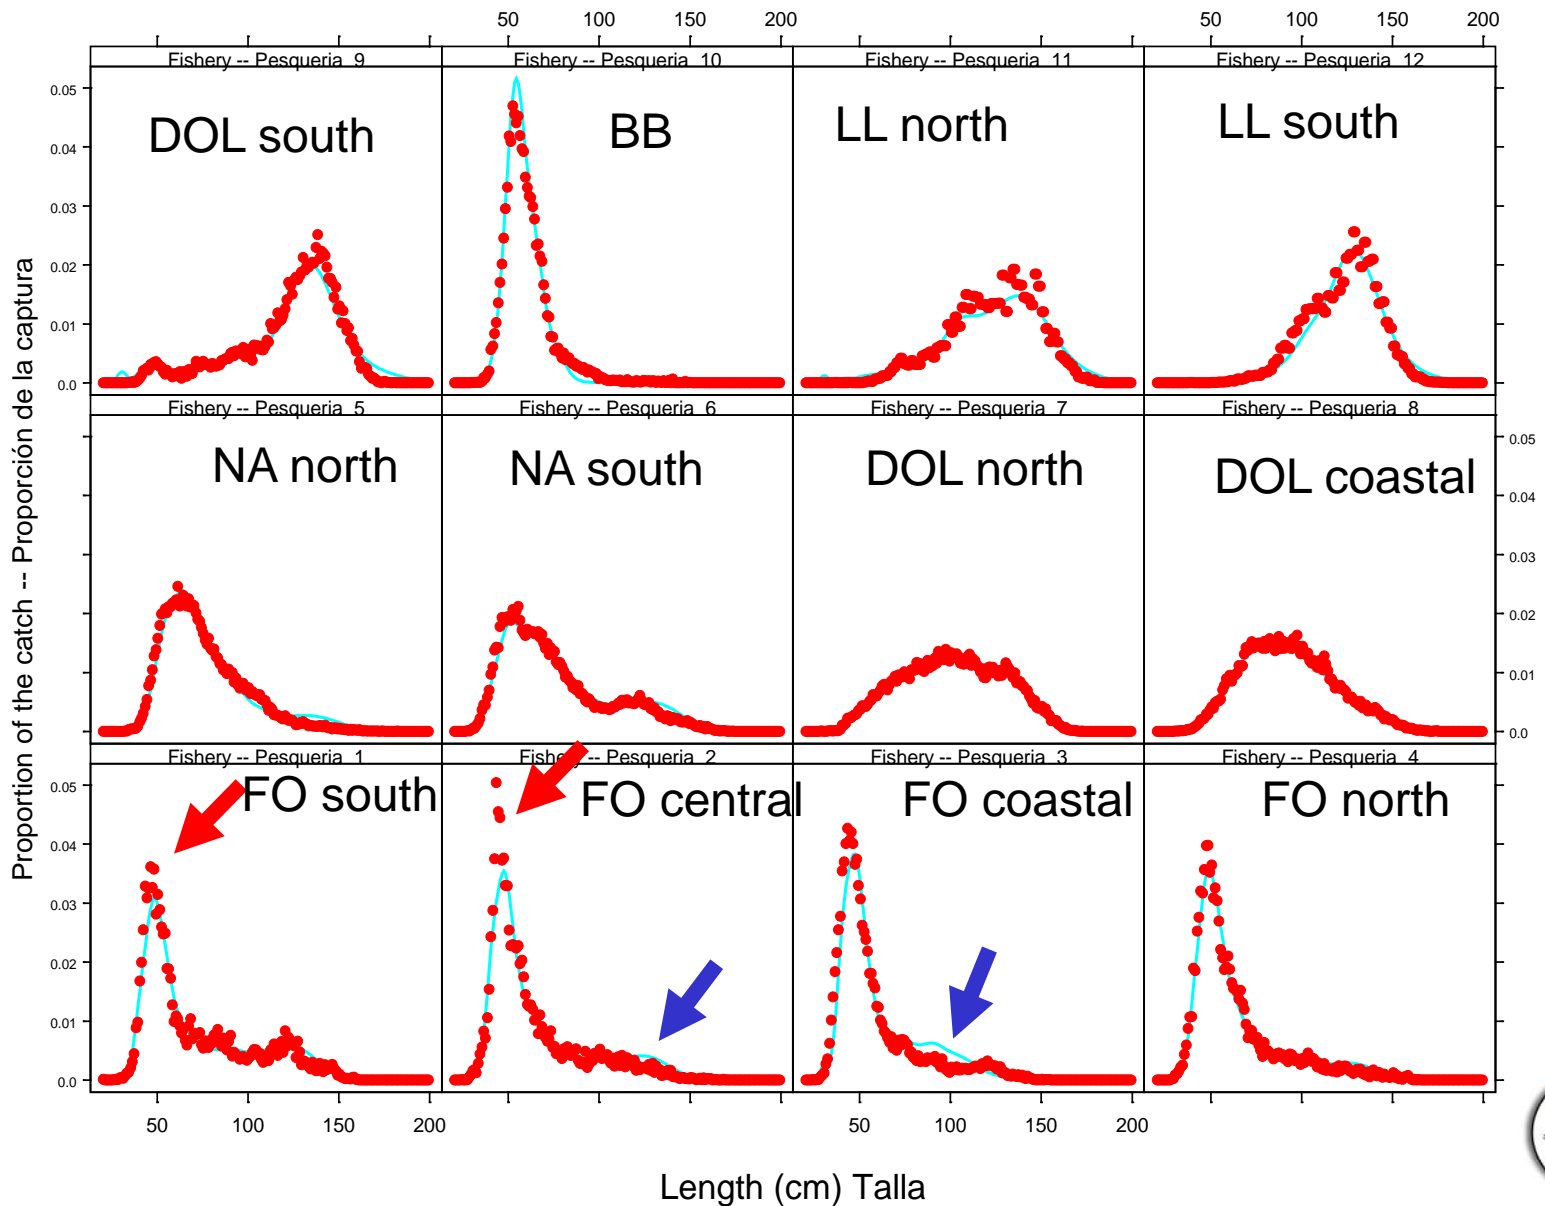 50 100 150 200 50 100 150 200
Fishery -- Pesqueria 9 Fishery -- Pesqueria 10 Fishery -- Pesqueria 11 Fishery -- Pesqueria 12
DOL south BB LL north LL south
0.05
0.04
0.03
0.02
0.01
0.0
Fishery -- Pesqueria 5 Fishery -- Pesqueria 6 Fishery -- Pesqueria 7 Fishery -- Pesqueria 8
NA north NA south DOL north DOL coastal
0.05
0.04
0.03
0.02
0.01
0.0
Fishery -- Pesqueria 1 Fishery -- Pesqueria 2 Fishery -- Pesqueria 3 Fishery -- Pesqueria 4
FO south FO central FO coastal FO north
0.05
0.04
0.03
0.02
0.01
0.0
50 100 150 200 50 100 150 200
Proportion of the catch -- Proporción de la captura
Length (cm) Talla